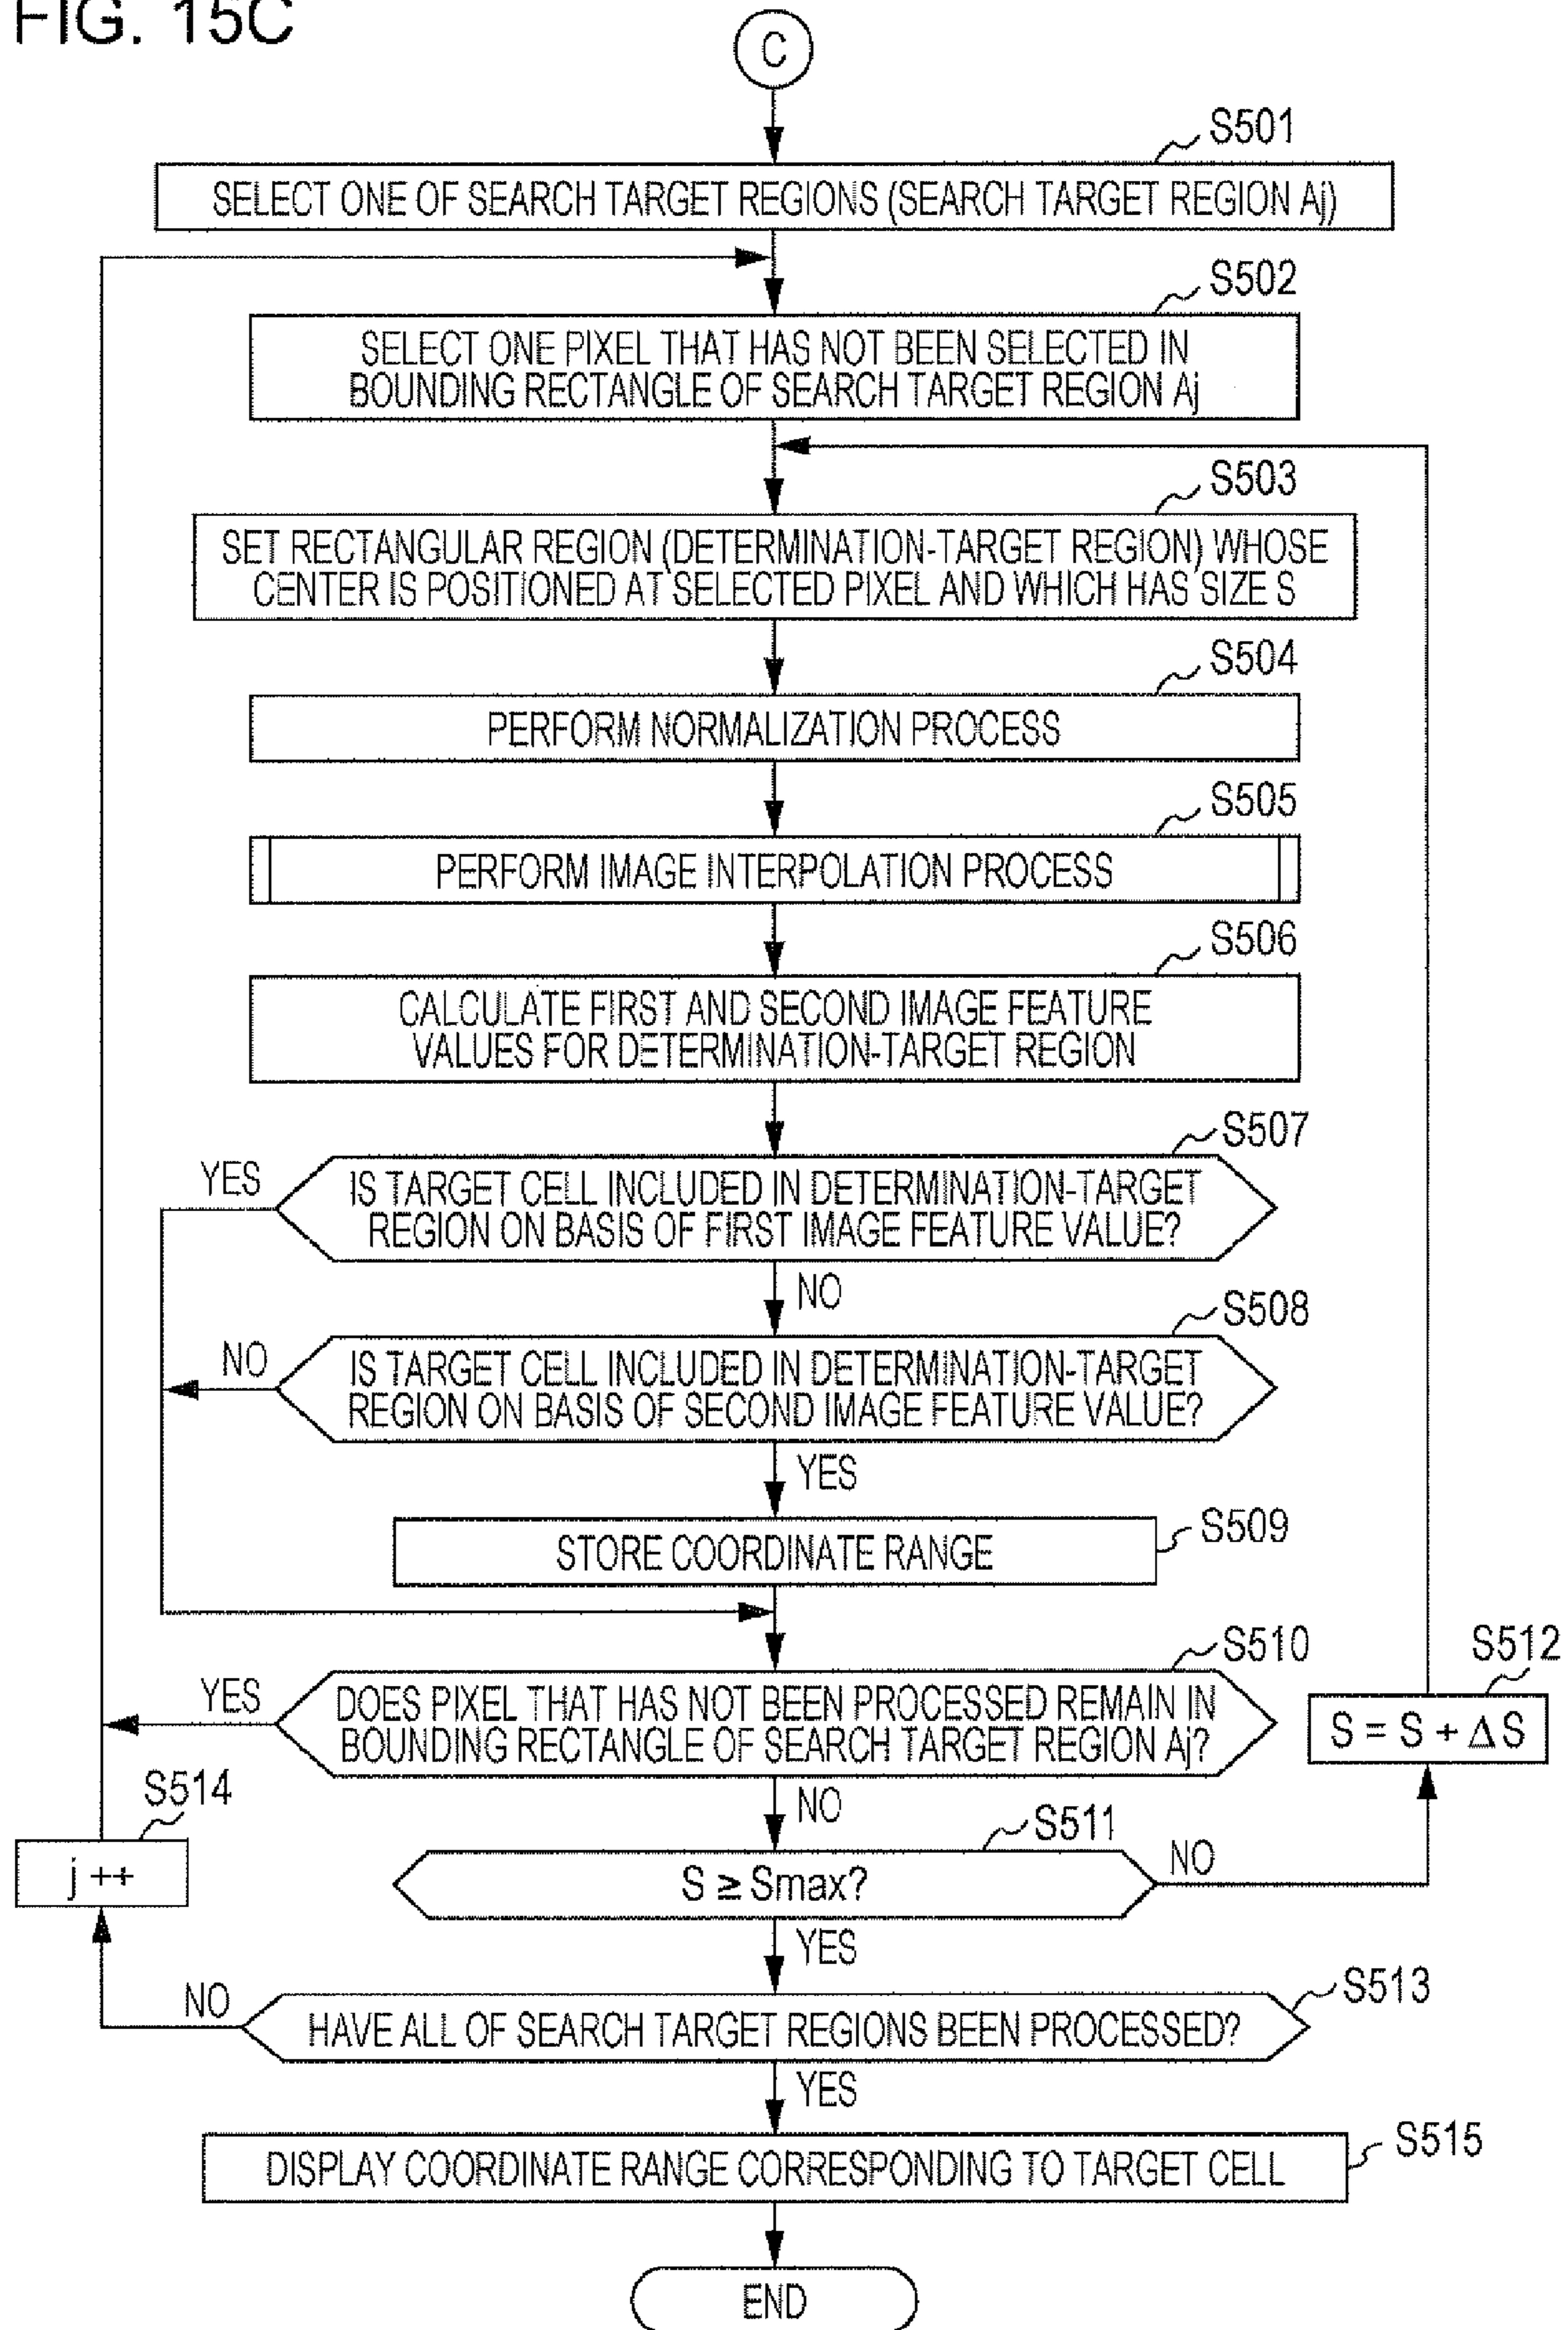 FIG. 15C
C
S501
SELECT ONE OF SEARCH TARGET REGIONS (SEARCH TARGET REGION Aj)
S502
SELECT ONE PIXEL THAT HAS NOT BEEN SELECTED IN
BOUNDING RECTANGLE OF SEARCH TARGET REGION Aj
S503
SET RECTANGULAR REGION (DETERMINATION-TARGET REGION) WHOSE
CENTER IS POSITIONED AT SELECTED PIXEL AND WHICH HAS SIZE S
S504
PERFORM NORMALIZATION PROCESS
S505
PERFORM IMAGE INTERPOLATION PROCESS
S506
CALCULATE FIRST AND SECOND IMAGE FEATURE
VALUES FOR DETERMINATION-TARGET REGION
S507
YES
IS TARGET CELL INCLUDED IN DETERMINATION-TARGET
REGION ON BASIS OF FIRST IMAGE FEATURE VALUE?
NO
S508
NO
IS TARGET CELL INCLUDED IN DETERMINATION-TARGET
REGION ON BASIS OF SECOND IMAGE FEATURE VALUE?
YES
S509
STORE COORDINATE RANGE
S510
S512
YES
DOES PIXEL THAT HAS NOT BEEN PROCESSED REMAIN IN
BOUNDING RECTANGLE OF SEARCH TARGET REGION Aj?
S = S + ΔS
S514
NO
S511
j ++
S ≥ Smax?
NO
YES
S513
NO
HAVE ALL OF SEARCH TARGET REGIONS BEEN PROCESSED?
YES
S515
DISPLAY COORDINATE RANGE CORRESPONDING TO TARGET CELL
END